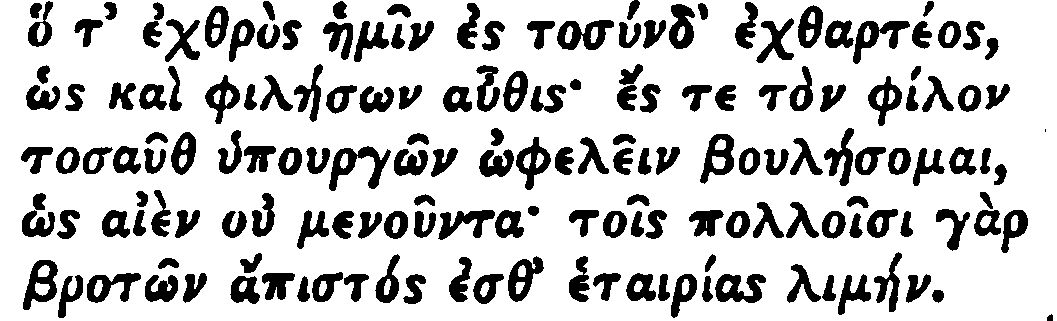 ὅ τ' ἐχθρὸς ἡμῖν ἐς τοσύνδ' ἐχθαρτέος,
ὡς καὶ φιλήσων αὖθις· ἔς τε τὸν φίλον
τοσαῦθ ὑπουργῶν ὠφελεῖν βουλήσομαι,
ὡς αἰὲν οὐ μενοῦντα· τοῖς πολλοῖσι γὰρ
βροτῶν ἄπιστός ἐσθ' ἑταιρίας λιμήν.